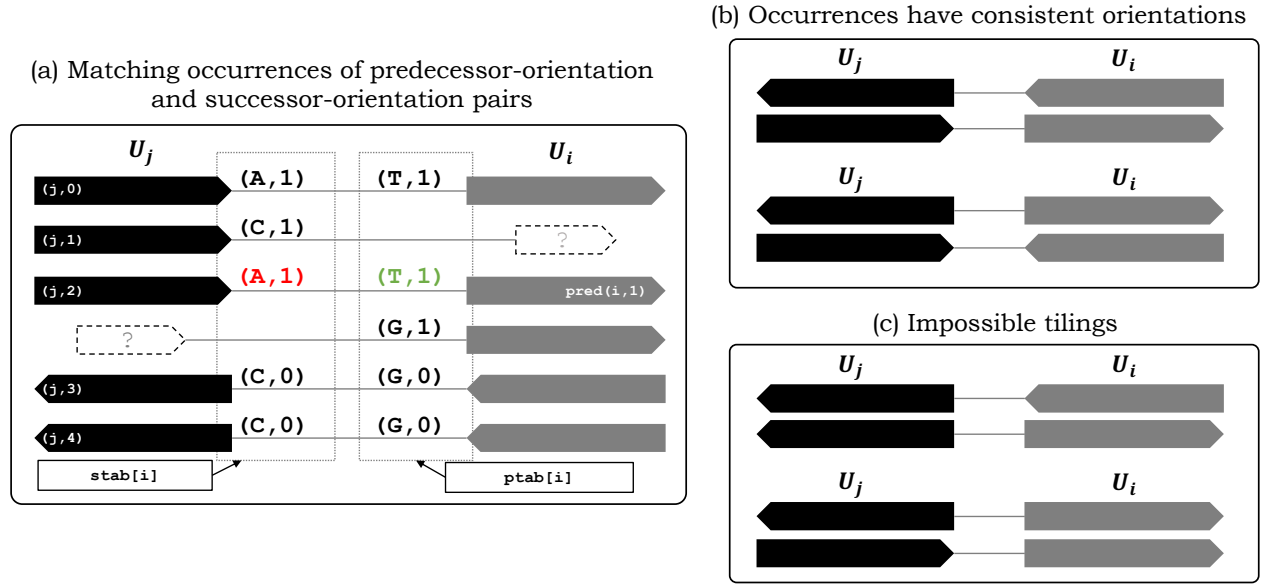 (a) Matching occurrences of predecessor-orientation
and successor-orientation pairs
U_j U_i
(j,0) (A,1) (T,1)
(j,1) (C,1) ?
(j,2) (A,1) (T,1) pred(i,1)
? (G,1)
(j,3) (C,0) (G,0)
(j,4) (C,0) (G,0)
stab[i] ptab[i]
(b) Occurrences have consistent orientations
U_j U_i
U_j U_i
(c) Impossible tilings
U_j U_i
U_j U_i